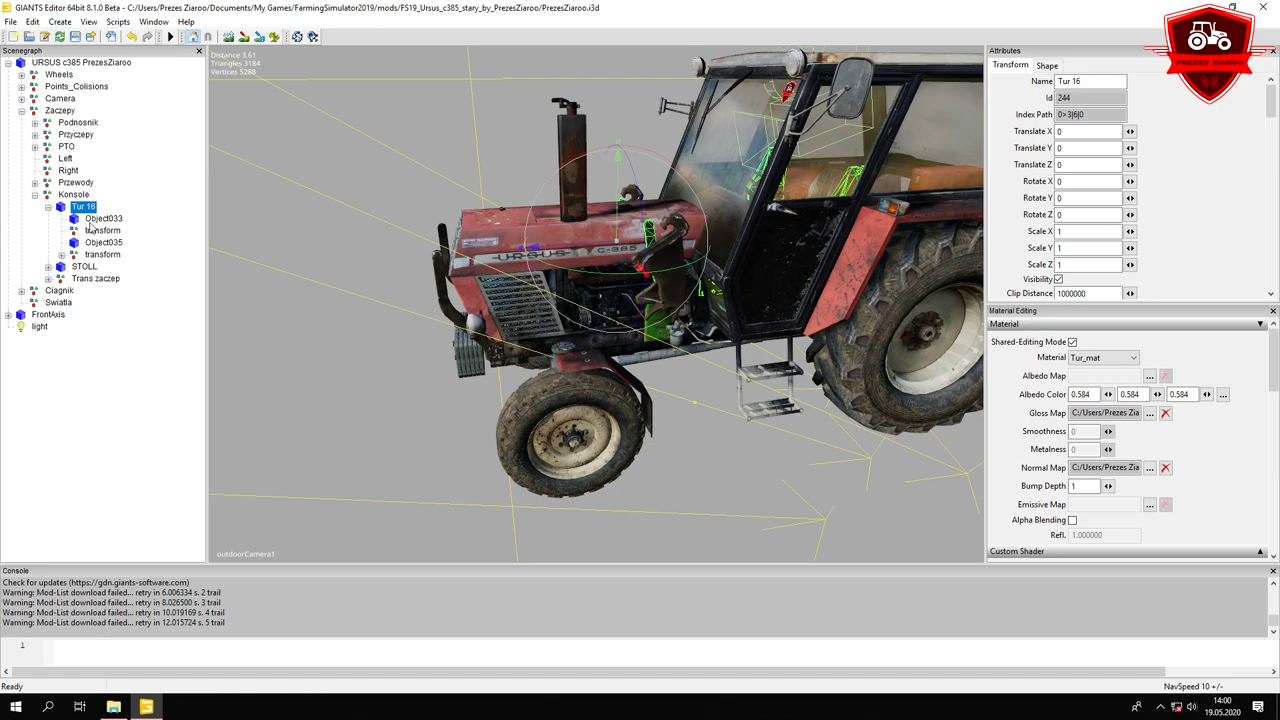 GIANTS Editor 64bit 8.1.0 Beta - C:/Users/Prezes Ziaroo/Documents/My Games/FarmingSimulator2019/mods/FS19_Ursus_c385_stary_by_PrezesZiaroo/PrezesZiaroo.i3d
File Edit Create View Scripts Window Help
PREZES ZIAROO
Scenegraph
URSUS c385 PrezesZiaroo
Wheels
Points_Colisions
Camera
Zaczepy
Podnosnik
Przyczepy
PTO
Left
Right
Przewody
Konsole
Tur 16
Object033
transform
Object035
transform
STOLL
Trans zaczep
Ciagnik
Swiatla
FrontAxis
light
Distance 3.61
Triangles 3184
Vertices 5288
URSUS C-385
outdoorCamera1
Attributes
Transform Shape
Name Tur 16
Id 244
Index Path 0>3|6|0
Translate X 0
Translate Y 0
Translate Z 0
Rotate X 0
Rotate Y 0
Rotate Z 0
Scale X 1
Scale Y 1
Scale Z 1
Visibility
Clip Distance 1000000
Material Editing
Material
Shared-Editing Mode
Material Tur_mat
Albedo Map
Albedo Color 0.584 0.584 0.584
Gloss Map C:/Users/Prezes Zia
Smoothness 0
Metalness 0
Normal Map C:/Users/Prezes Zia
Bump Depth 1
Emissive Map
Alpha Blending
Refl. 1.000000
Custom Shader
Console
Check for updates (https://gdn.giants-software.com)
Warning: Mod-List download failed... retry in 6.006334 s. 2 trail
Warning: Mod-List download failed... retry in 8.026500 s. 3 trail
Warning: Mod-List download failed... retry in 10.019169 s. 4 trail
Warning: Mod-List download failed... retry in 12.015724 s. 5 trail
1
Ready
NavSpeed 10 +/-
14:00
19.05.2020